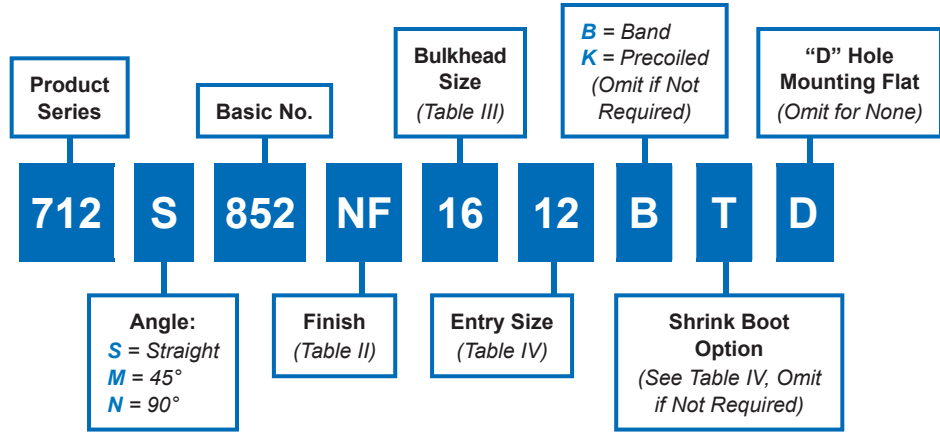 B = Band
K = Precoiled
(Omit if Not
Required)
Bulkhead
Size
(Table III)
"D" Hole
Mounting Flat
(Omit for None)
Product
Series
Basic No.
712 S 852 NF 16 12 B T D
Angle:
S = Straight
M = 45°
N = 90°
Finish
(Table II)
Entry Size
(Table IV)
Shrink Boot
Option
(See Table IV, Omit
if Not Required)